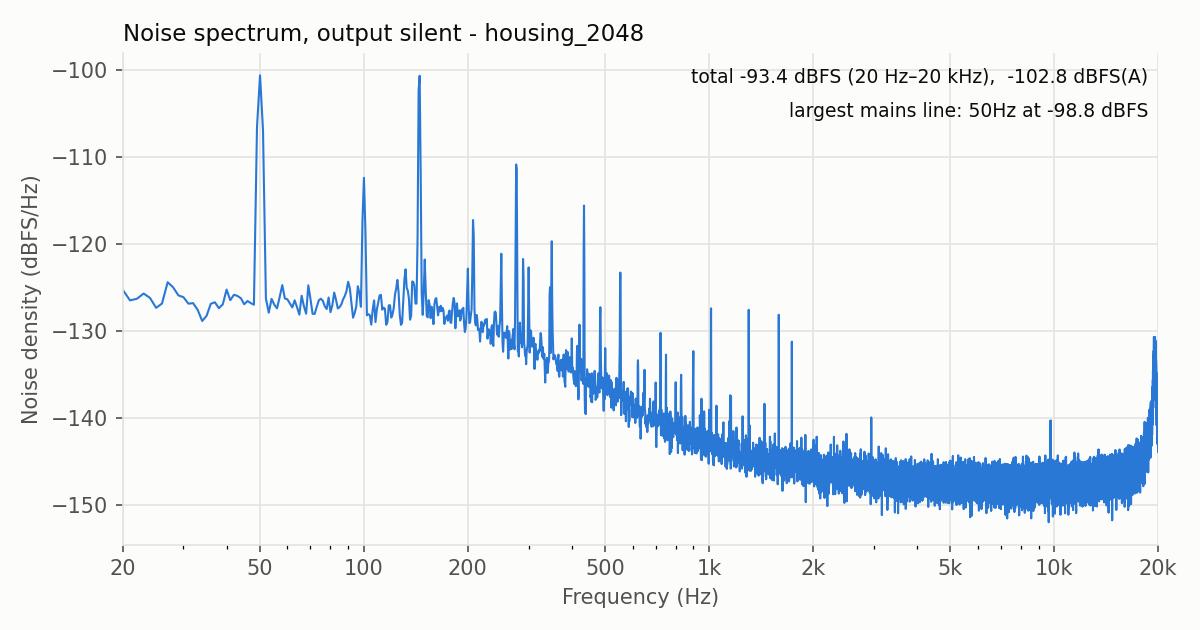 Noise spectrum, output silent - housing_2048
total -93.4 dBFS (20 Hz–20 kHz),  -102.8 dBFS(A)
largest mains line: 50Hz at -98.8 dBFS
Noise density (dBFS/Hz)
−100
−110
−120
−130
−140
−150
20 50 100 200 500 1k 2k 5k 10k 20k
Frequency (Hz)